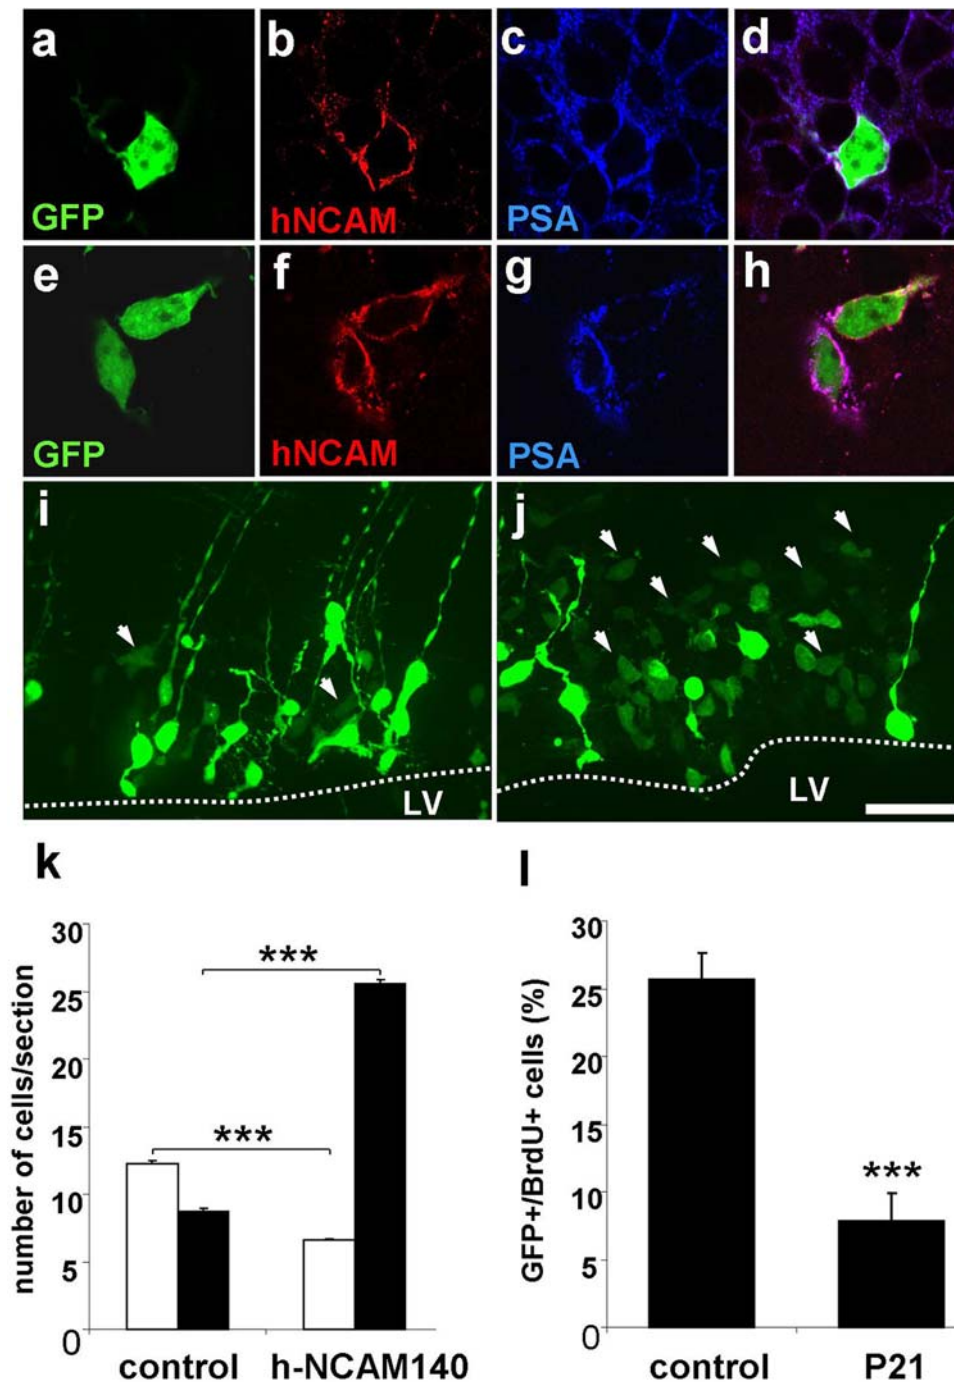 a b c d
GFP hNCAM PSA
e f g h
GFP hNCAM PSA
i j
LV LV
k
number of cells/section
30
25
20
15
10
5
0
***
***
control h-NCAM140
l
GFP+/BrdU+ cells (%)
30
25
20
15
10
5
0
***
control P21